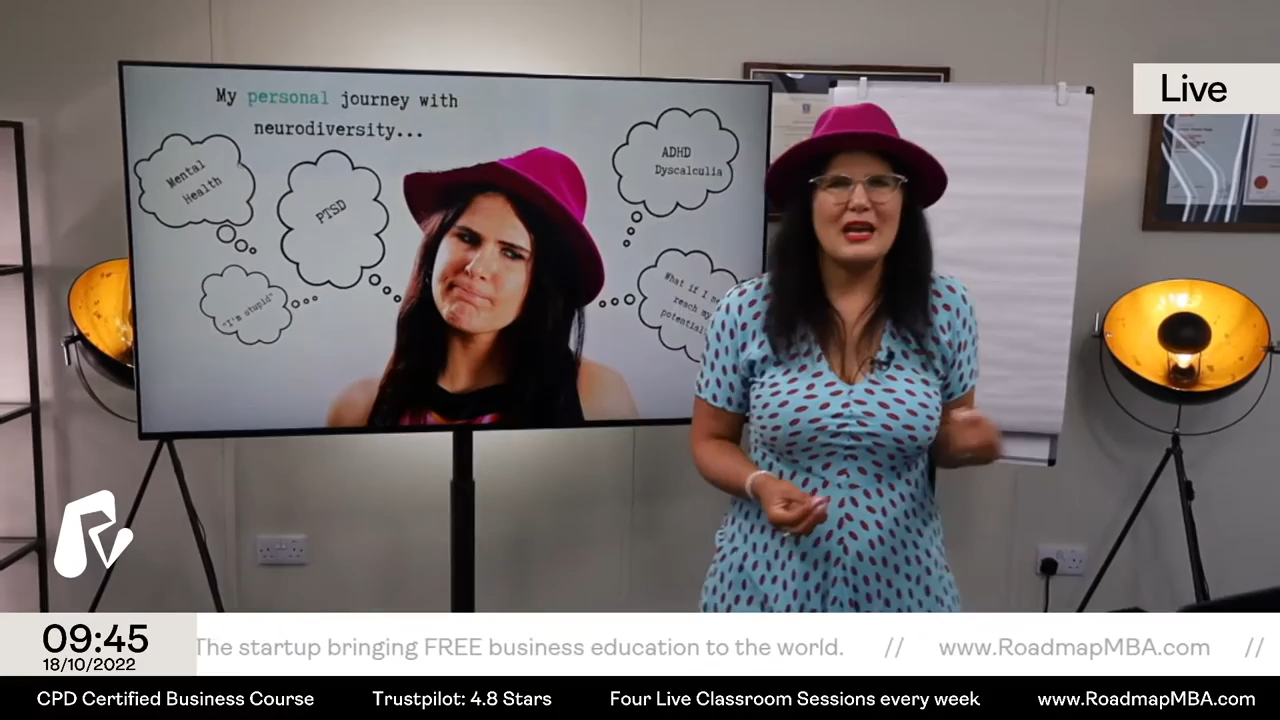 My personal journey with
neurodiversity...
Mental
Health
PTSD
"I'm stupid"
ADHD
Dyscalculia
What if I
reach my
potential
Live
09:45
18/10/2022
The startup bringing FREE business education to the world. // www.RoadmapMBA.com //
CPD Certified Business Course Trustpilot: 4.8 Stars Four Live Classroom Sessions every week www.RoadmapMBA.com